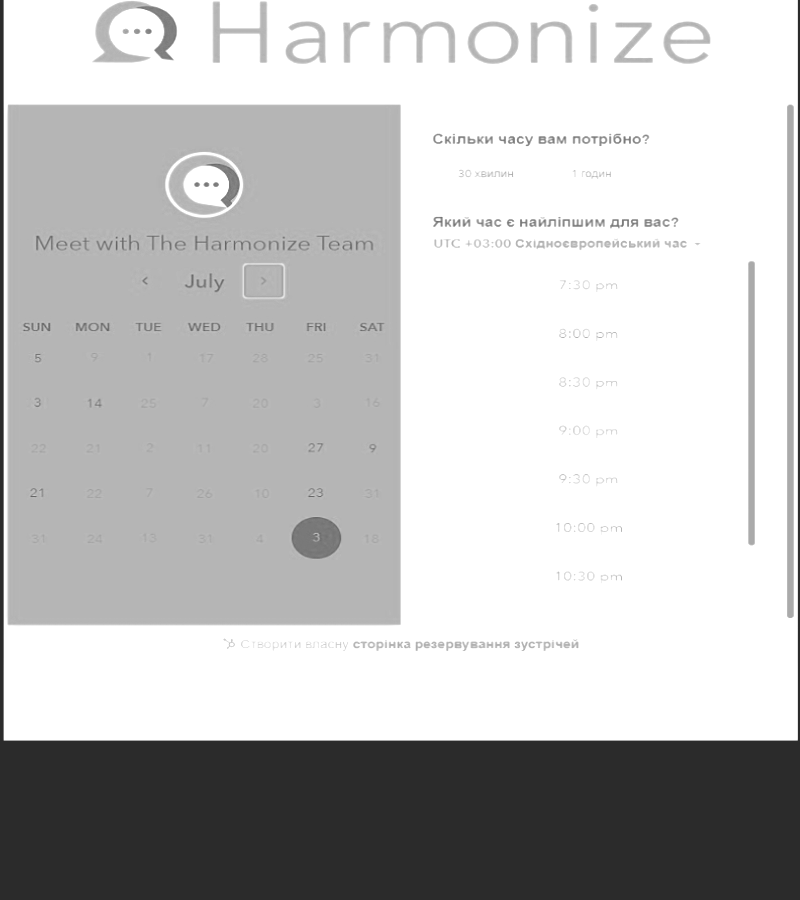 Harmonize
Meet with The Harmonize Team
July
SUN MON TUE WED THU FRI SAT
5 9 1 17 28 25 31
3 14 25 7 20 3 16
22 21 2 11 20 27 9
21 22 7 26 10 23 31
31 24 13 31 4 3 18
Скільки часу вам потрібно?
30 хвилин 1 годин
Який час є найліпшим для вас?
UTC +03:00 Східноєвропейський час
7:30 pm
8:00 pm
8:30 pm
9:00 pm
9:30 pm
10:00 pm
10:30 pm
Створити власну сторінка резервування зустрічей